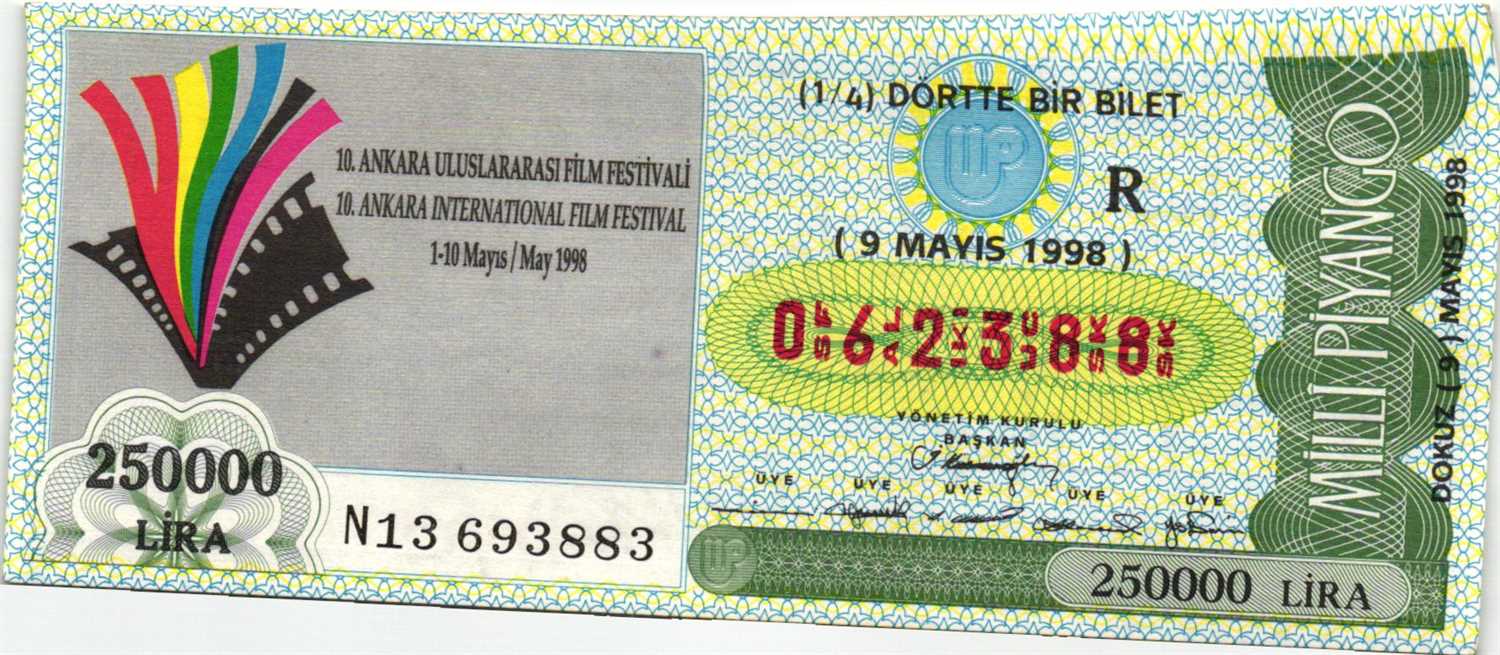 10. ANKARA ULUSLARARASI FİLM FESTİVALİ
10. ANKARA INTERNATIONAL FILM FESTIVAL
1-10 Mayıs / May 1998
250000
LİRA
N13 693883
(1/4) DÖRTTE BİR BİLET
R
( 9 MAYIS 1998 )
0 6 2 3 8 8
YÖNETİM KURULU
BAŞKAN
ÜYE ÜYE ÜYE ÜYE ÜYE
250000 LİRA
MİLLİ PİYANGO
DOKUZ ( 9 ) MAYIS 1998